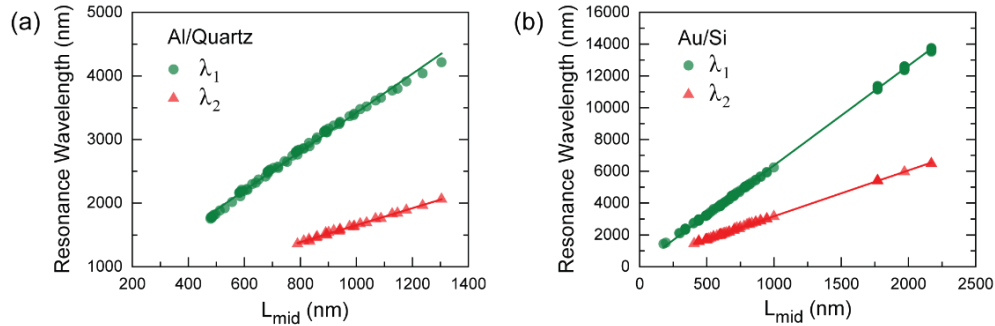 (a)
Al/Quartz
λ1
λ2
Resonance Wavelength (nm)
5000
4000
3000
2000
1000
200 400 600 800 1000 1200 1400
Lmid (nm)
(b)
Au/Si
λ1
λ2
Resonance Wavelength (nm)
16000
14000
12000
10000
8000
6000
4000
2000
0
0 500 1000 1500 2000 2500
Lmid (nm)